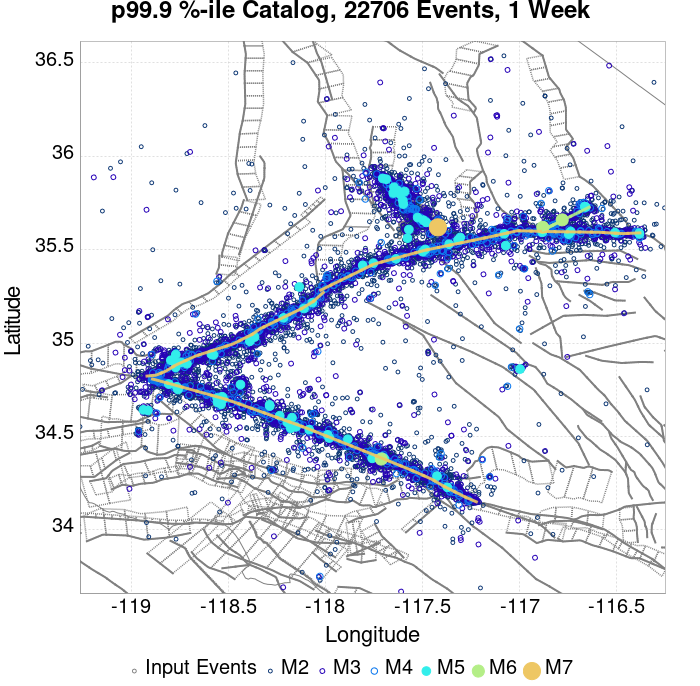 p99.9 %-ile Catalog, 22706 Events, 1 Week
36.5
36
35.5
35
34.5
34
Latitude
-119 -118.5 -118 -117.5 -117 -116.5
Longitude
Input Events M2 M3 M4 M5 M6 M7